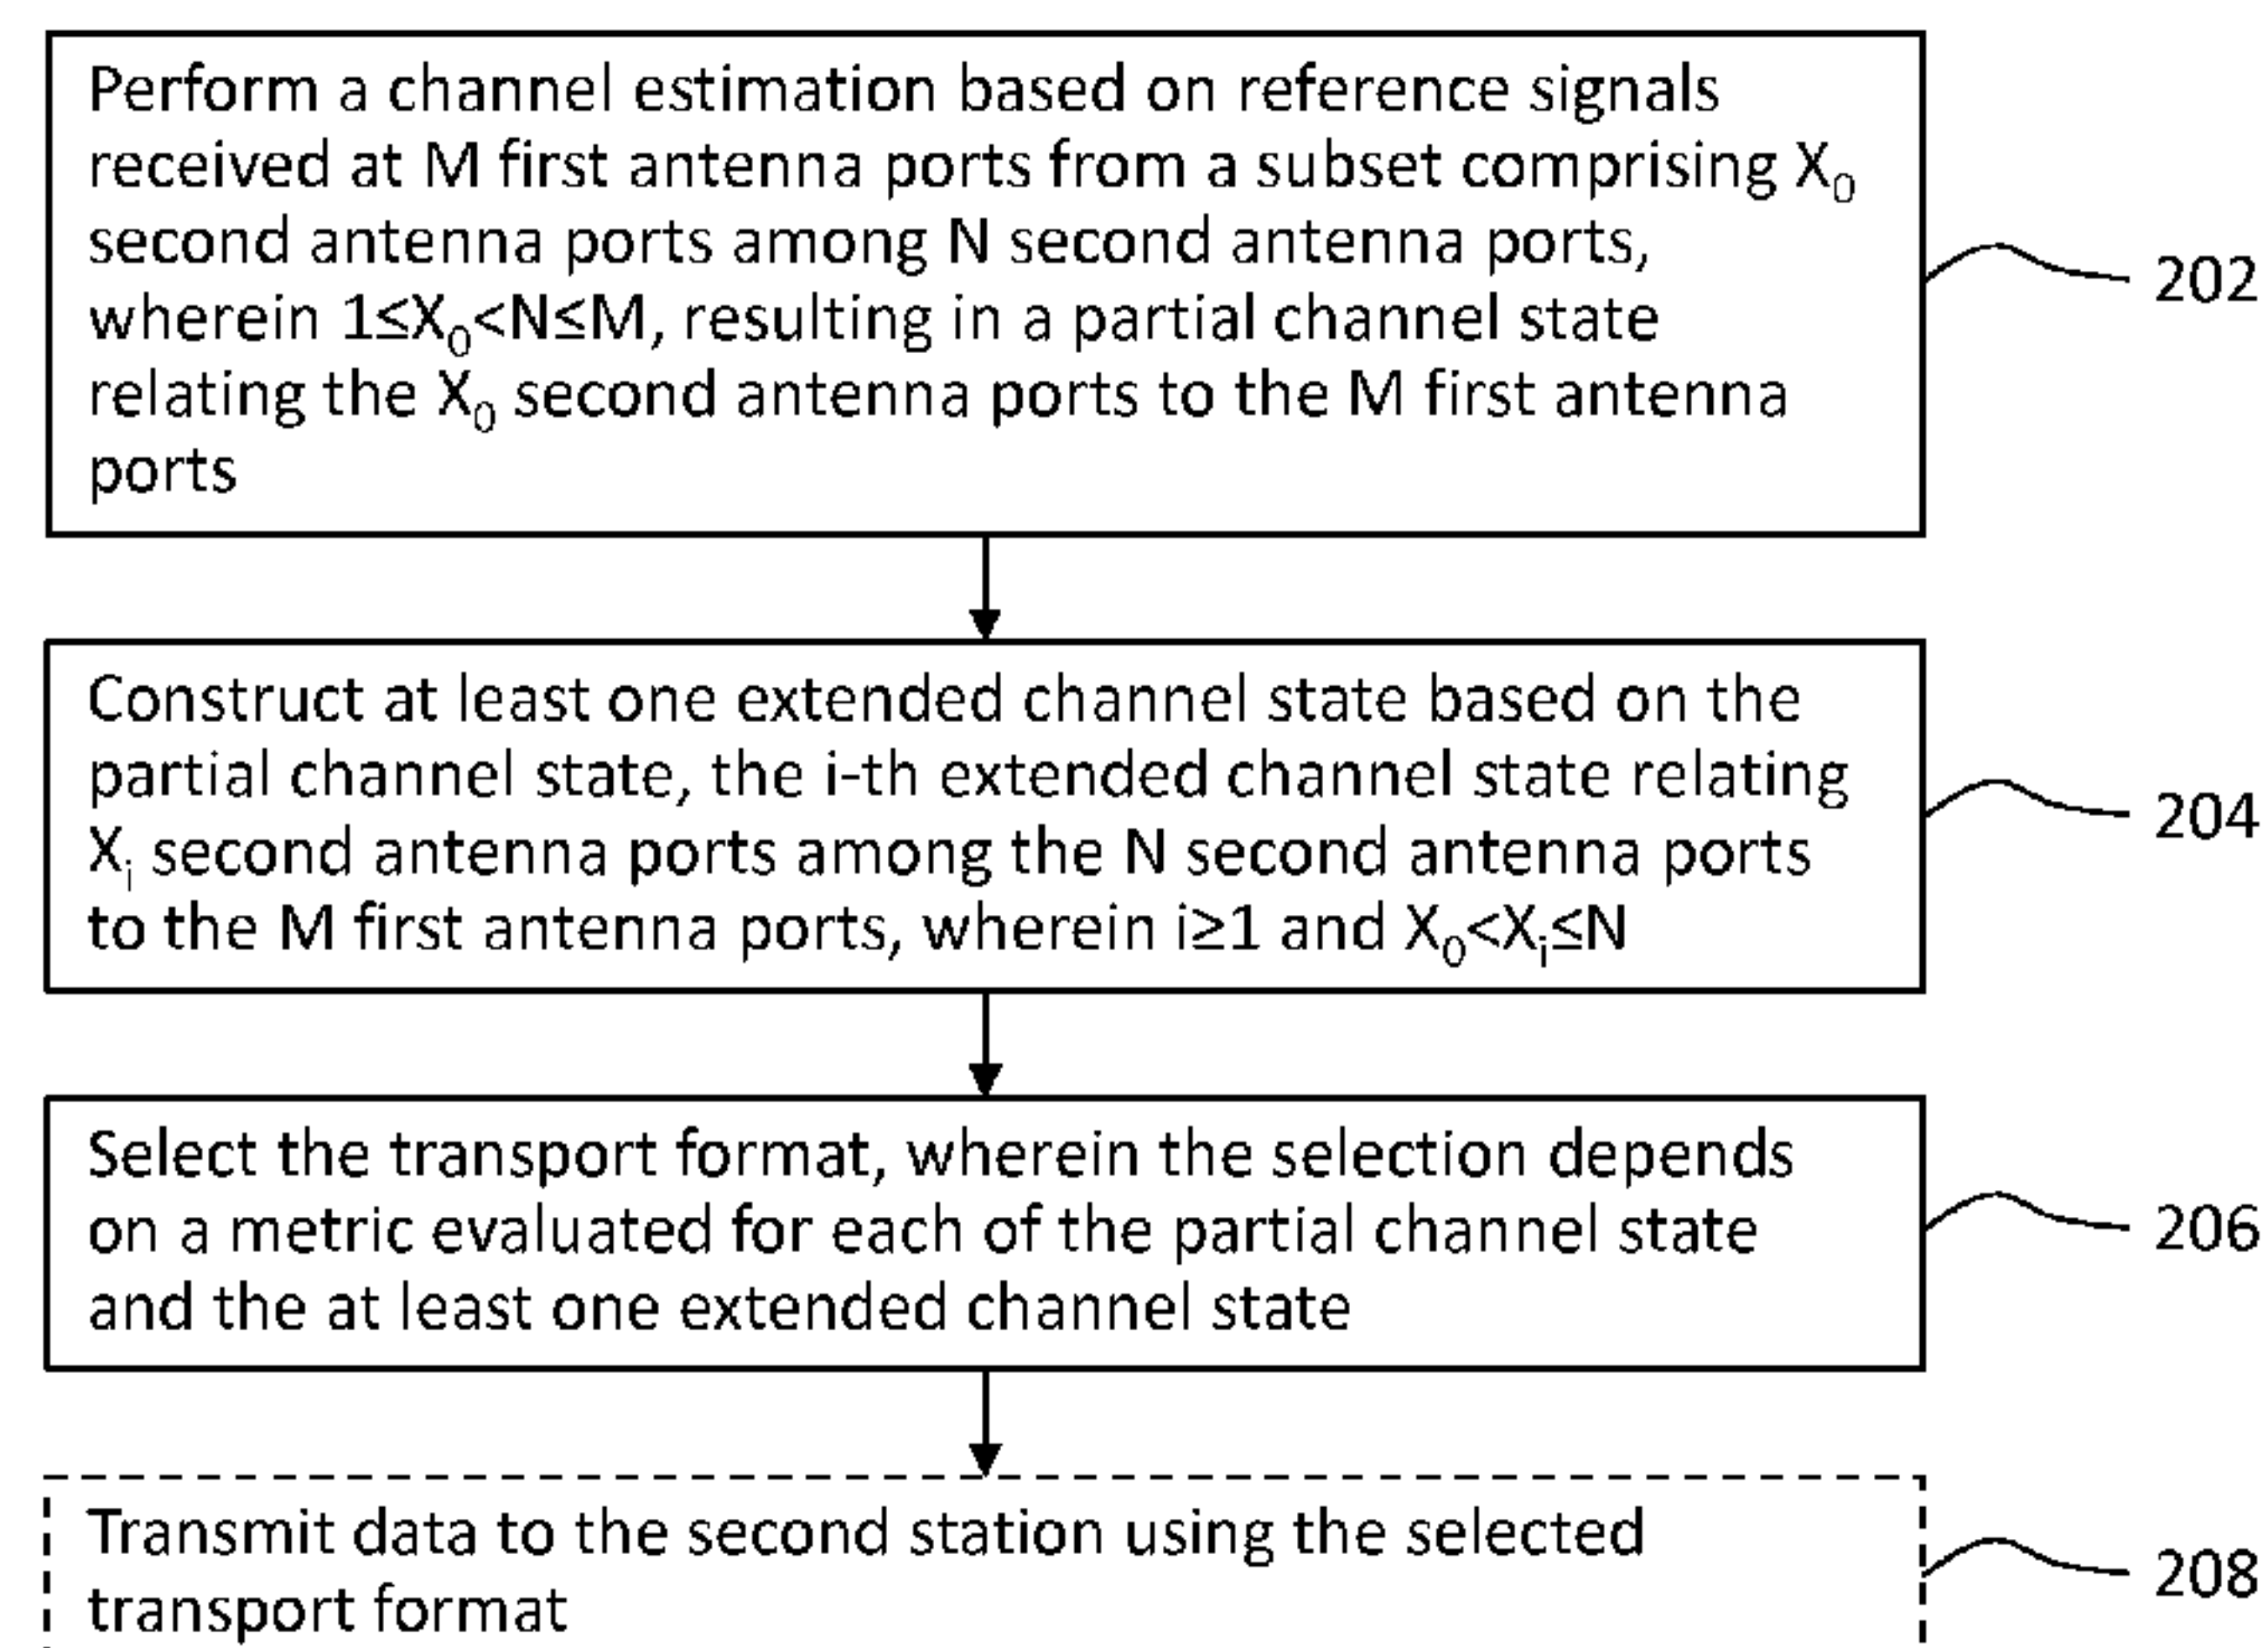 Perform a channel estimation based on reference signals
received at M first antenna ports from a subset comprising X₀
second antenna ports among N second antenna ports,
wherein 1≤X₀<N≤M, resulting in a partial channel state
relating the X₀ second antenna ports to the M first antenna
ports
202
Construct at least one extended channel state based on the
partial channel state, the i-th extended channel state relating
Xᵢ second antenna ports among the N second antenna ports
to the M first antenna ports, wherein i≥1 and X₀<Xᵢ≤N
204
Select the transport format, wherein the selection depends
on a metric evaluated for each of the partial channel state
and the at least one extended channel state
206
Transmit data to the second station using the selected
transport format
208